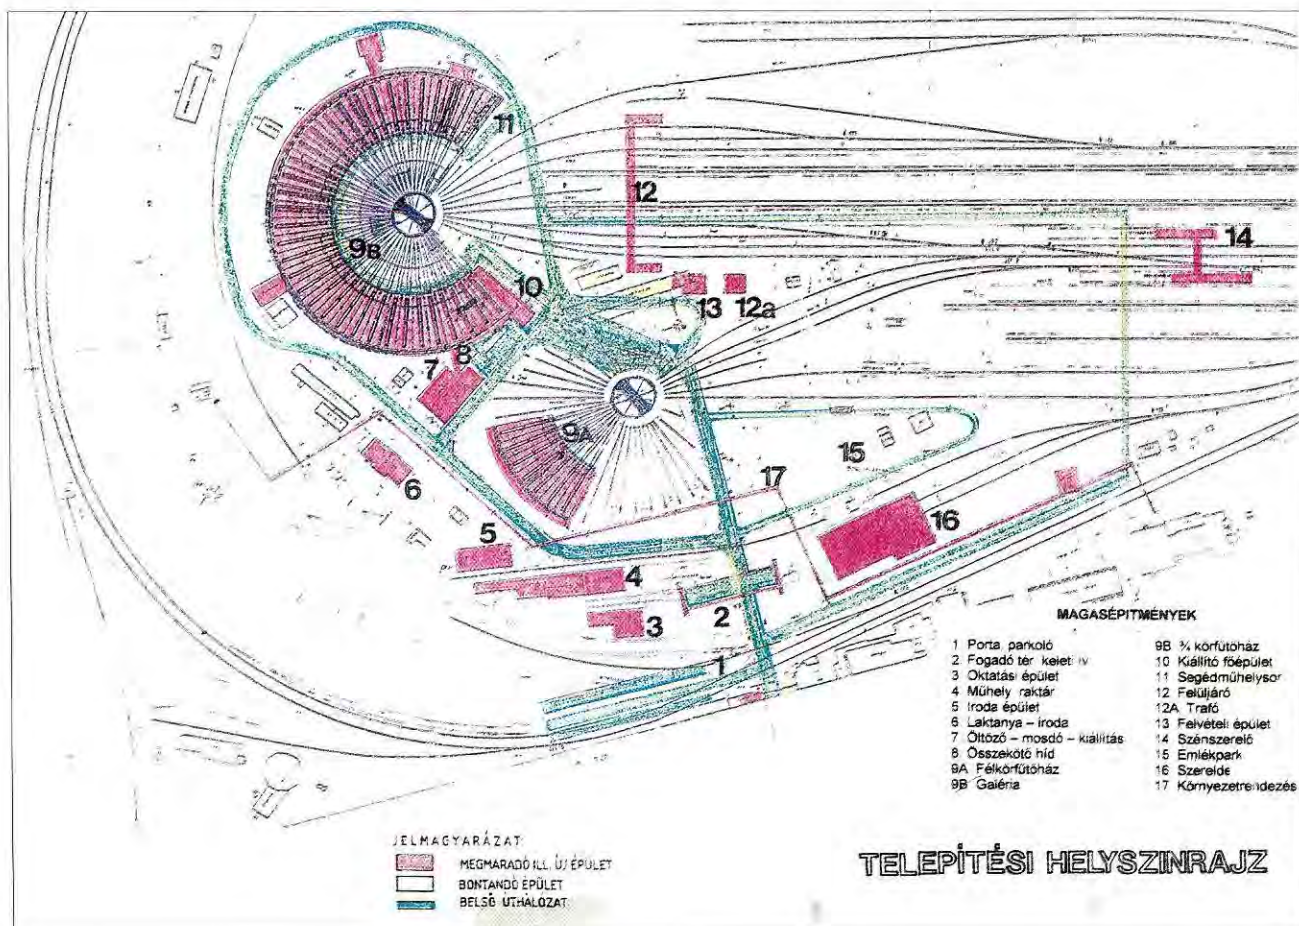 11
12
9B
14
10
13
12a
8
7
9A
15
6
17
16
5
4
2
3
1
MAGASÉPITMÉNYEK
1 Porta parkoló
2 Fogadó tér
3 Oktatási épület
4 Műhely raktár
5 Iroda épület
6 Laktanya – iroda
7 Öltöző – mosdó – kiállítás
8 Összekötő híd
9A Félkörfűtőház
9B Galéria
9B ¾ körfűtőház
10 Kiállító főépület
11 Segédműhelysor
12 Felüljáró
12A Trafó
13 Felvételi épület
14 Szénszerelő
15 Emlékpark
16 Szerelde
17 Környezetrendezés
JELMAGYARÁZAT:
MEGMARADÓ ILL. ÚJ ÉPÜLET
BONTANDÓ ÉPÜLET
BELSŐ ÚTHÁLÓZAT
TELEPÍTÉSI HELYSZINRAJZ